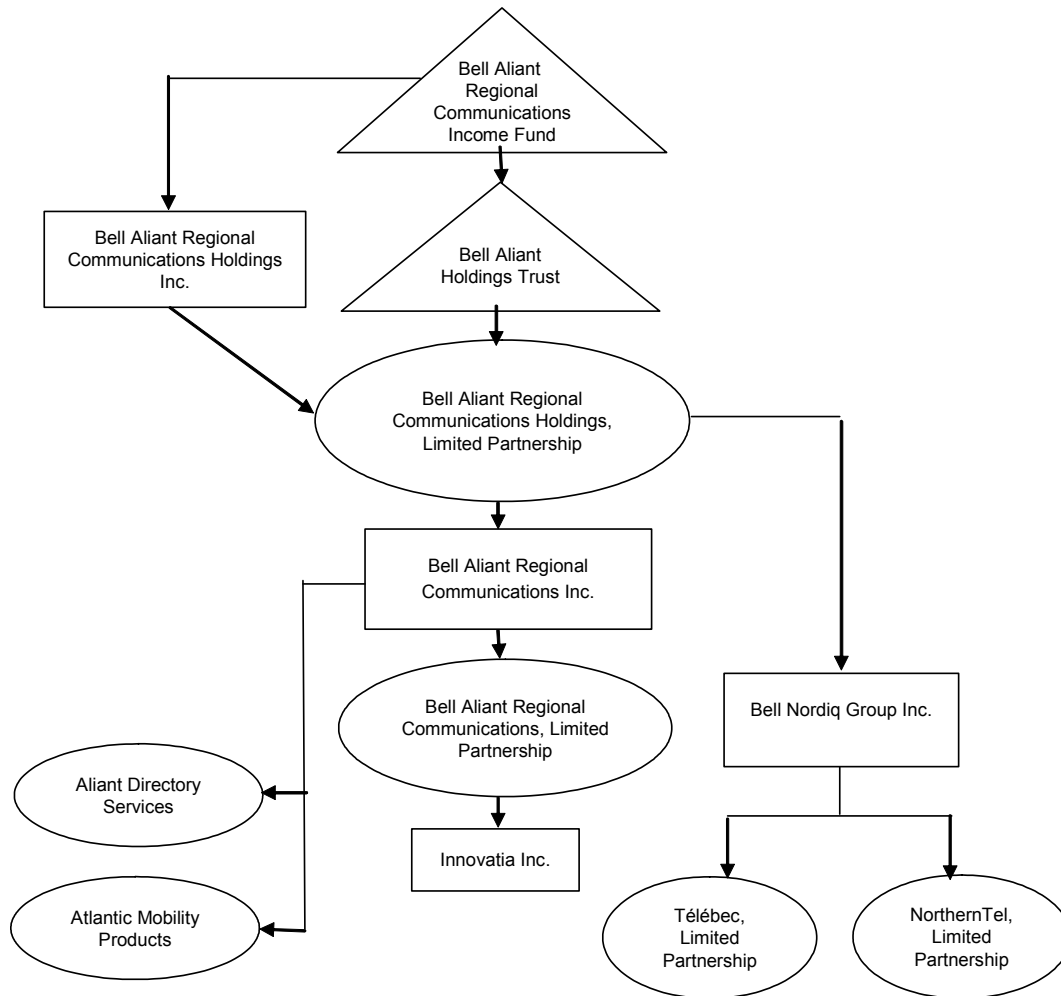 Bell Aliant
Regional
Communications
Income Fund
Bell Aliant Regional
Communications Holdings
Inc.
Bell Aliant
Holdings Trust
Bell Aliant Regional
Communications Holdings,
Limited Partnership
Bell Aliant Regional
Communications Inc.
Bell Aliant Regional
Communications, Limited
Partnership
Bell Nordiq Group Inc.
Aliant Directory
Services
Innovatia Inc.
Atlantic Mobility
Products
Télébec,
Limited
Partnership
NorthernTel,
Limited
Partnership